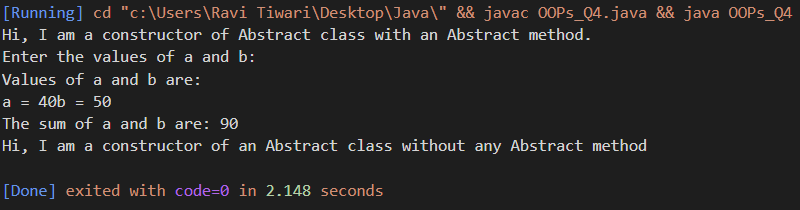 [Running] cd "c:\Users\Ravi Tiwari\Desktop\Java\" && javac OOPs_Q4.java && java OOPs_Q4
Hi, I am a constructor of Abstract class with an Abstract method.
Enter the values of a and b:
Values of a and b are:
a = 40b = 50
The sum of a and b are: 90
Hi, I am a constructor of an Abstract class without any Abstract method
[Done] exited with code=0 in 2.148 seconds